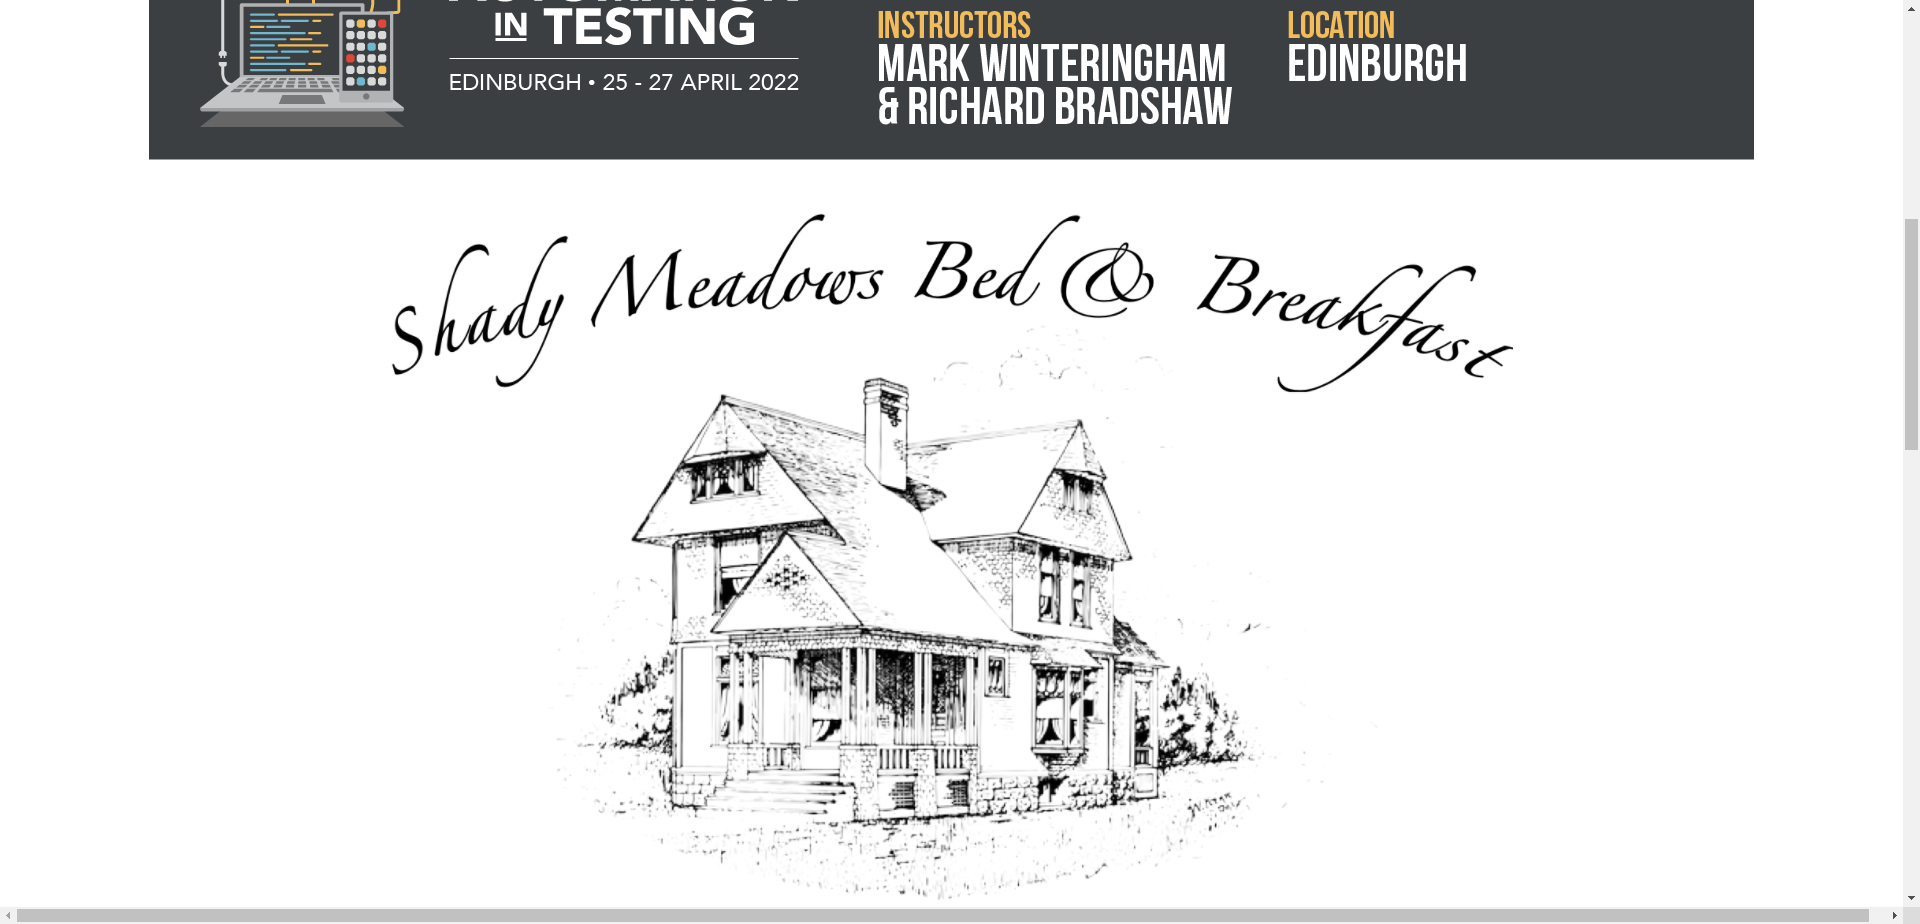 IN TESTING
EDINBURGH • 25 - 27 APRIL 2022
INSTRUCTORS
MARK WINTERINGHAM
& RICHARD BRADSHAW
LOCATION
EDINBURGH
Shady Meadows Bed & Breakfast